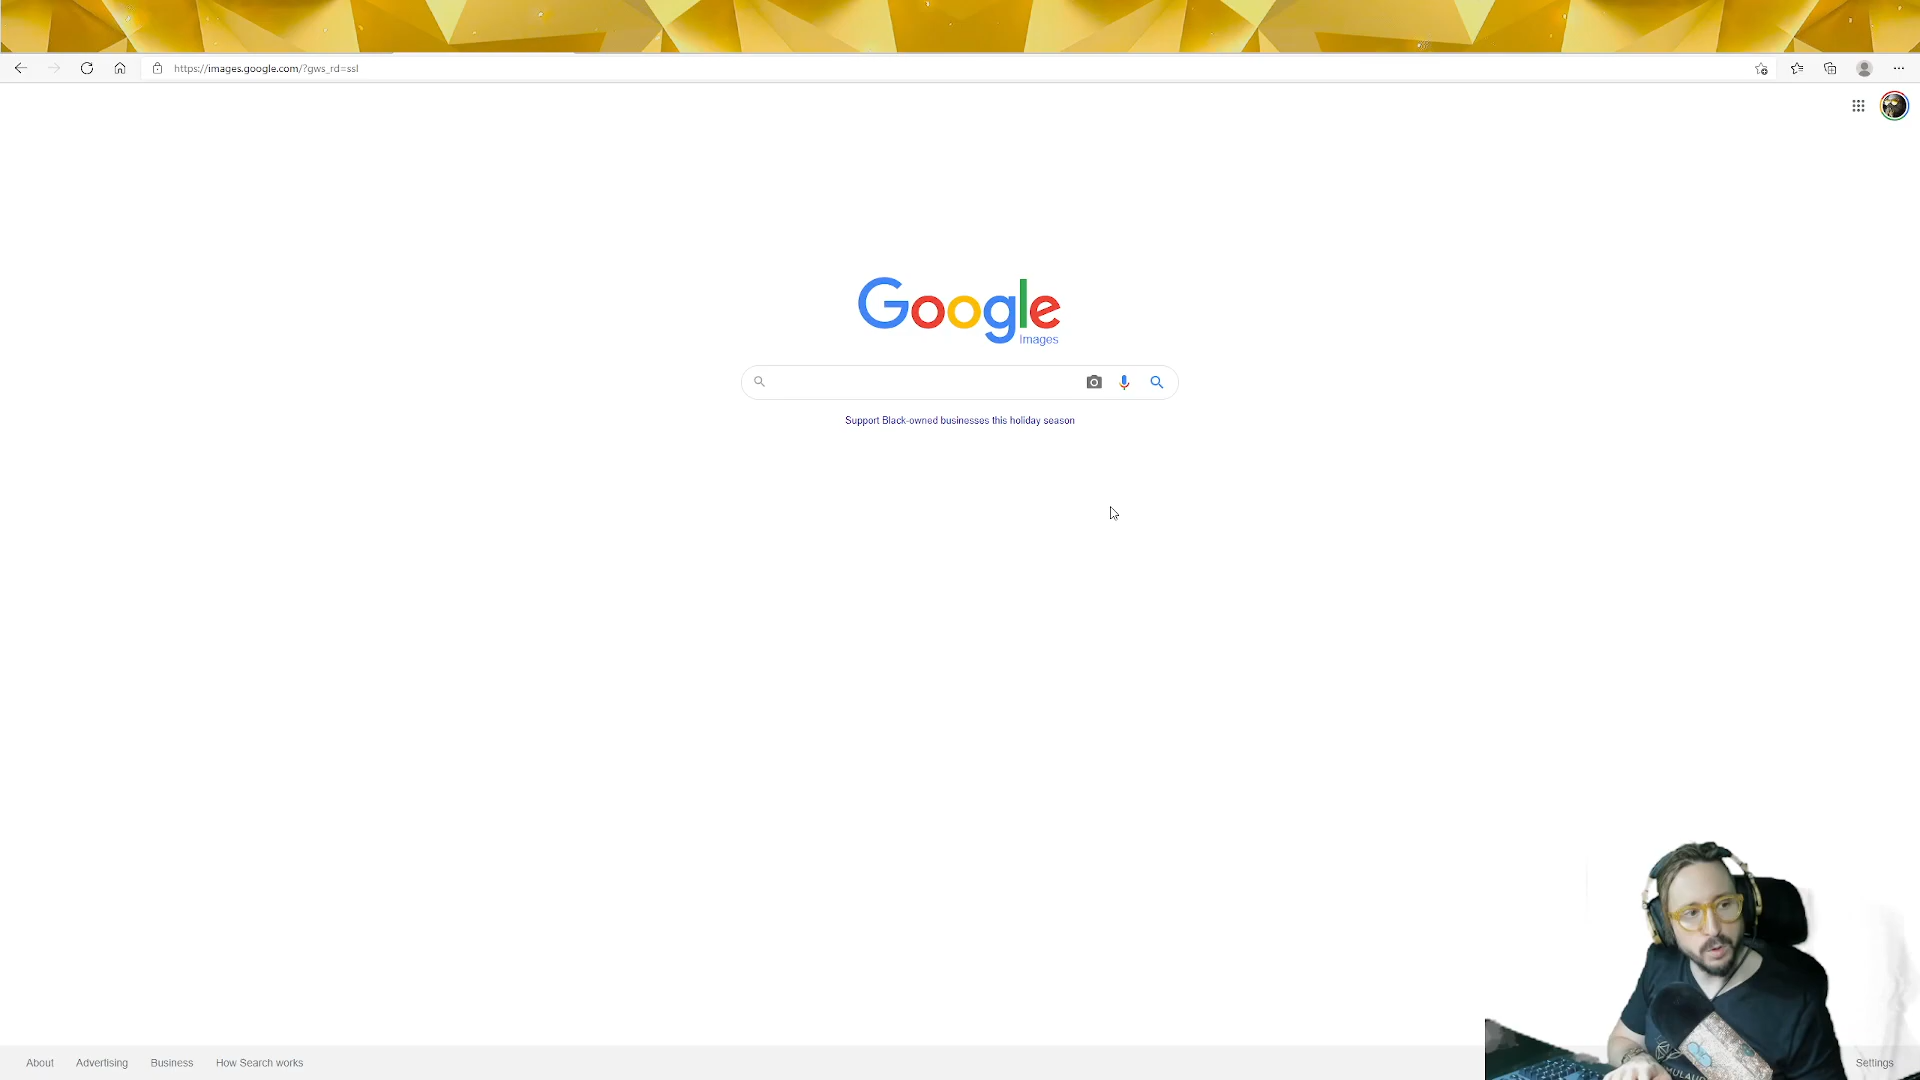 https://images.google.com/?gws_rd=ssl
Google
Images
Support Black-owned businesses this holiday season
About
Advertising
Business
How Search works
Settings